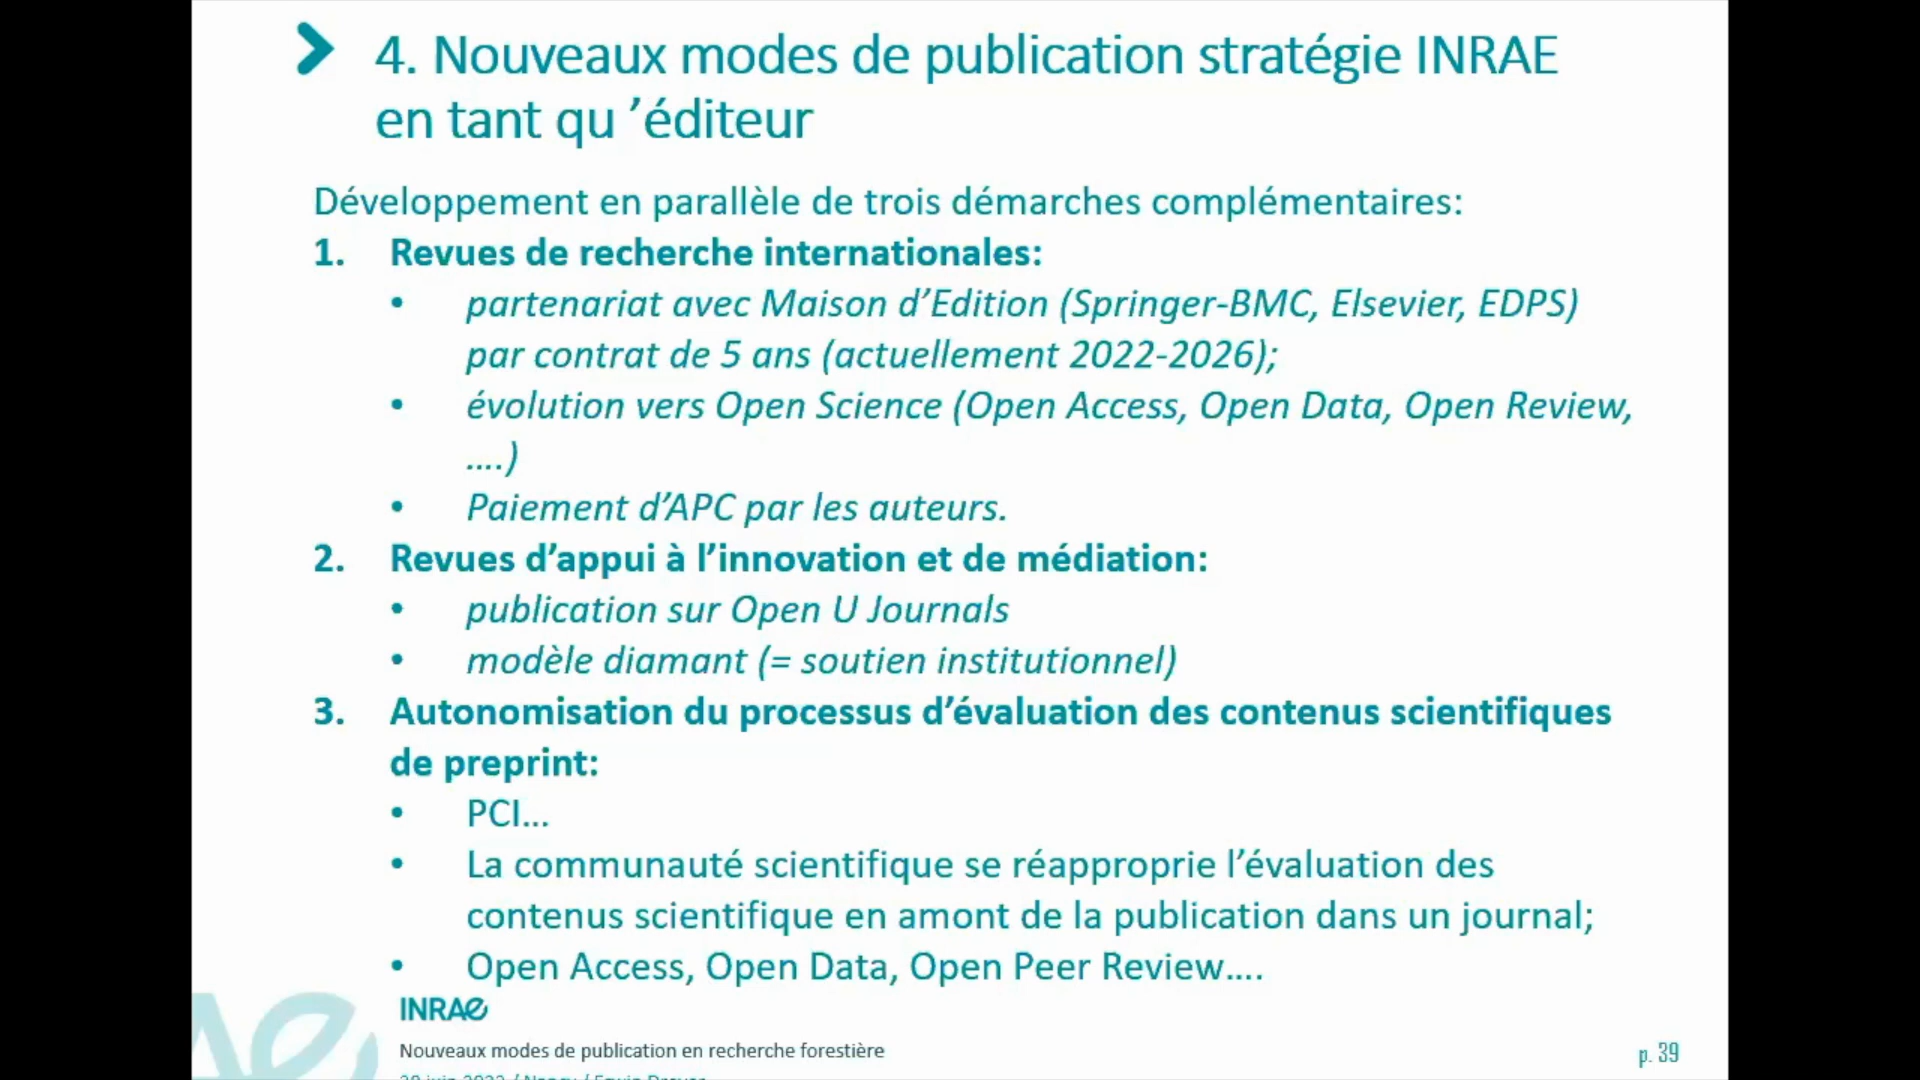 4. Nouveaux modes de publication stratégie INRAE
en tant qu ’éditeur
Développement en parallèle de trois démarches complémentaires:
1. Revues de recherche internationales:
• partenariat avec Maison d’Edition (Springer-BMC, Elsevier, EDPS)
par contrat de 5 ans (actuellement 2022-2026);
• évolution vers Open Science (Open Access, Open Data, Open Review,
….)
• Paiement d’APC par les auteurs.
2. Revues d’appui à l’innovation et de médiation:
• publication sur Open U Journals
• modèle diamant (= soutien institutionnel)
3. Autonomisation du processus d’évaluation des contenus scientifiques
de preprint:
• PCI…
• La communauté scientifique se réapproprie l’évaluation des
contenus scientifique en amont de la publication dans un journal;
• Open Access, Open Data, Open Peer Review….
INRAE
Nouveaux modes de publication en recherche forestière
p. 39